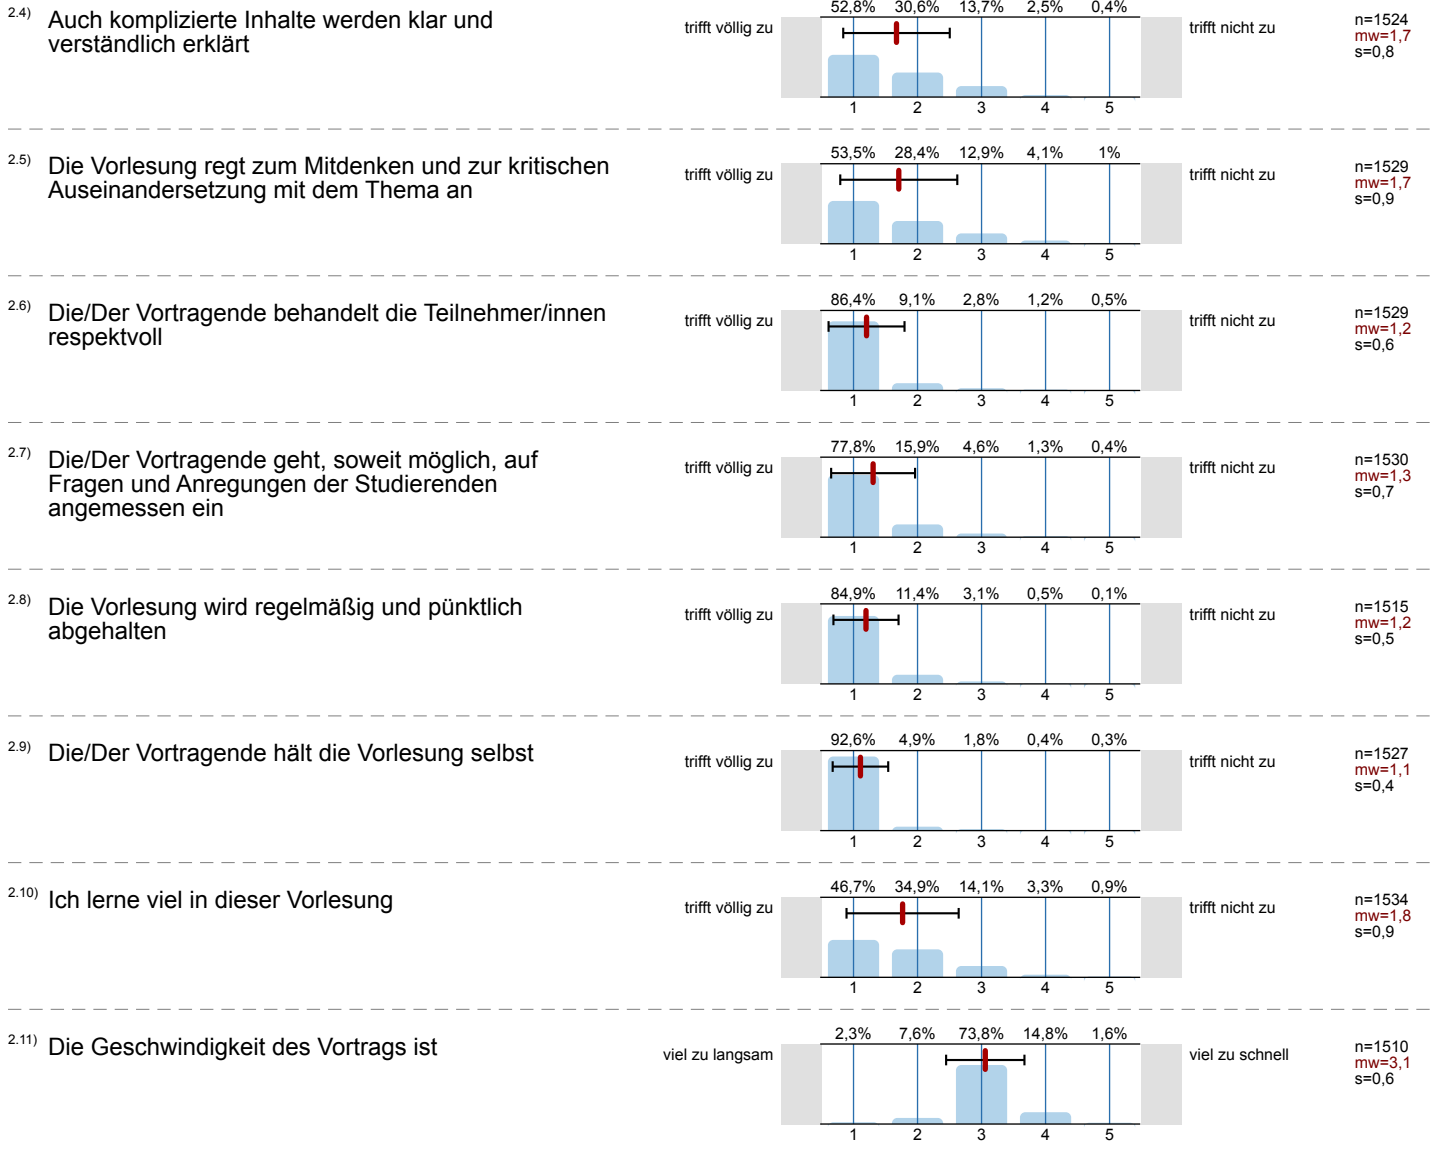 2.4) Auch komplizierte Inhalte werden klar und
verständlich erklärt
trifft völlig zu
52,8% 30,6% 13,7% 2,5% 0,4%
1 2 3 4 5
trifft nicht zu
n=1524
mw=1,7
s=0,8
2.5) Die Vorlesung regt zum Mitdenken und zur kritischen
Auseinandersetzung mit dem Thema an
trifft völlig zu
53,5% 28,4% 12,9% 4,1% 1%
1 2 3 4 5
trifft nicht zu
n=1529
mw=1,7
s=0,9
2.6) Die/Der Vortragende behandelt die Teilnehmer/innen
respektvoll
trifft völlig zu
86,4% 9,1% 2,8% 1,2% 0,5%
1 2 3 4 5
trifft nicht zu
n=1529
mw=1,2
s=0,6
2.7) Die/Der Vortragende geht, soweit möglich, auf
Fragen und Anregungen der Studierenden
angemessen ein
trifft völlig zu
77,8% 15,9% 4,6% 1,3% 0,4%
1 2 3 4 5
trifft nicht zu
n=1530
mw=1,3
s=0,7
2.8) Die Vorlesung wird regelmäßig und pünktlich
abgehalten
trifft völlig zu
84,9% 11,4% 3,1% 0,5% 0,1%
1 2 3 4 5
trifft nicht zu
n=1515
mw=1,2
s=0,5
2.9) Die/Der Vortragende hält die Vorlesung selbst
trifft völlig zu
92,6% 4,9% 1,8% 0,4% 0,3%
1 2 3 4 5
trifft nicht zu
n=1527
mw=1,1
s=0,4
2.10) Ich lerne viel in dieser Vorlesung
trifft völlig zu
46,7% 34,9% 14,1% 3,3% 0,9%
1 2 3 4 5
trifft nicht zu
n=1534
mw=1,8
s=0,9
2.11) Die Geschwindigkeit des Vortrags ist
viel zu langsam
2,3% 7,6% 73,8% 14,8% 1,6%
1 2 3 4 5
viel zu schnell
n=1510
mw=3,1
s=0,6